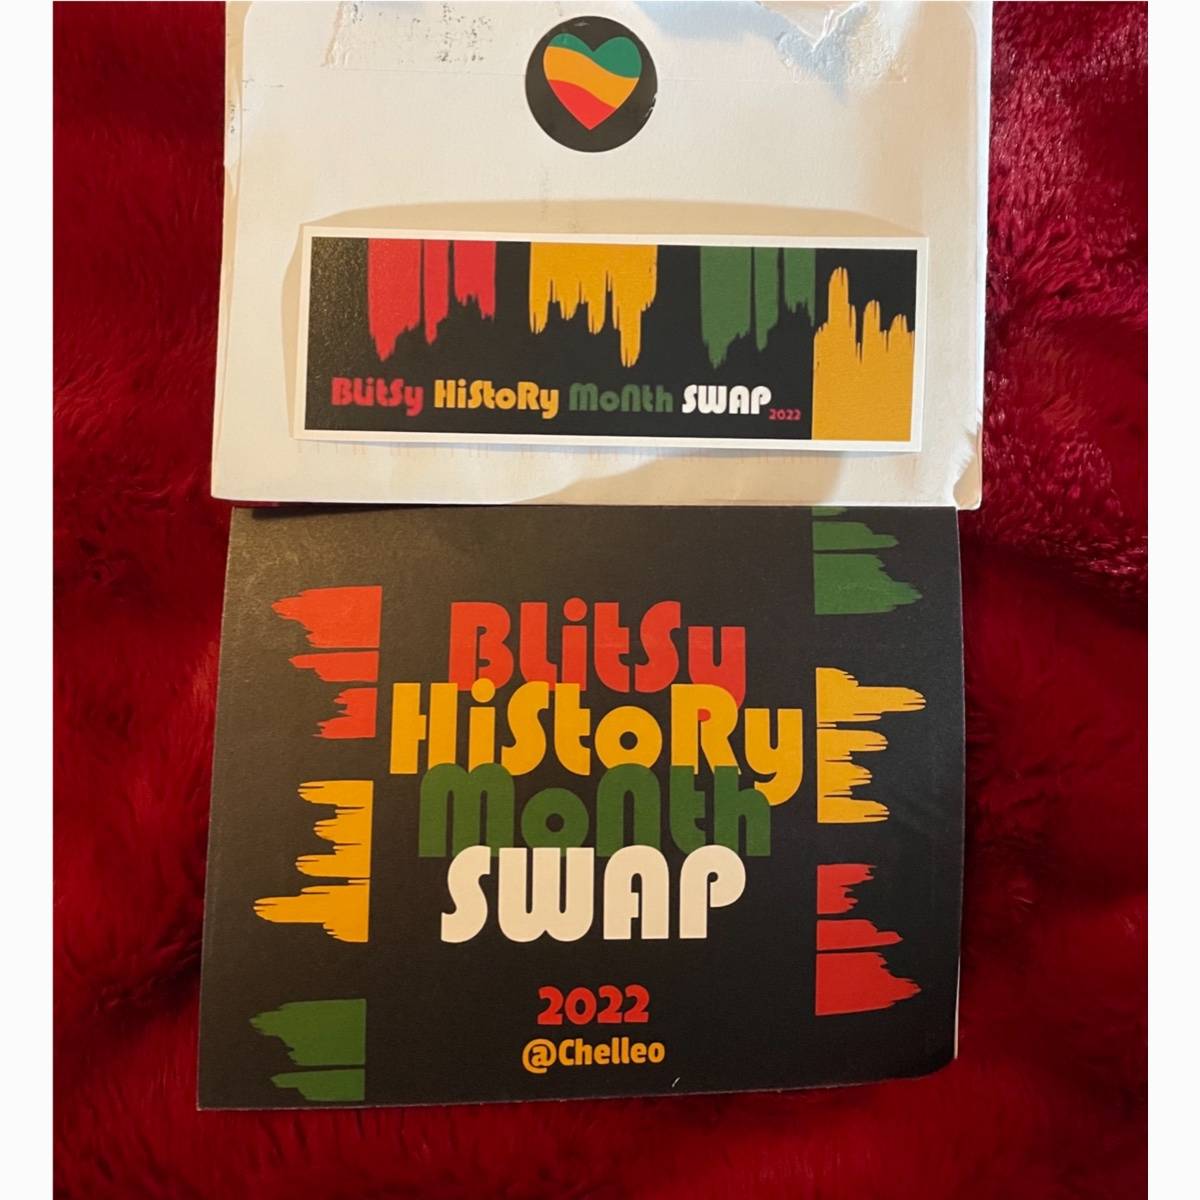 BLitSy HiStoRy MoNth SWAP 2022
BLitSy
HiStoRy
MoNth
SWAP
2022
@Chelleo